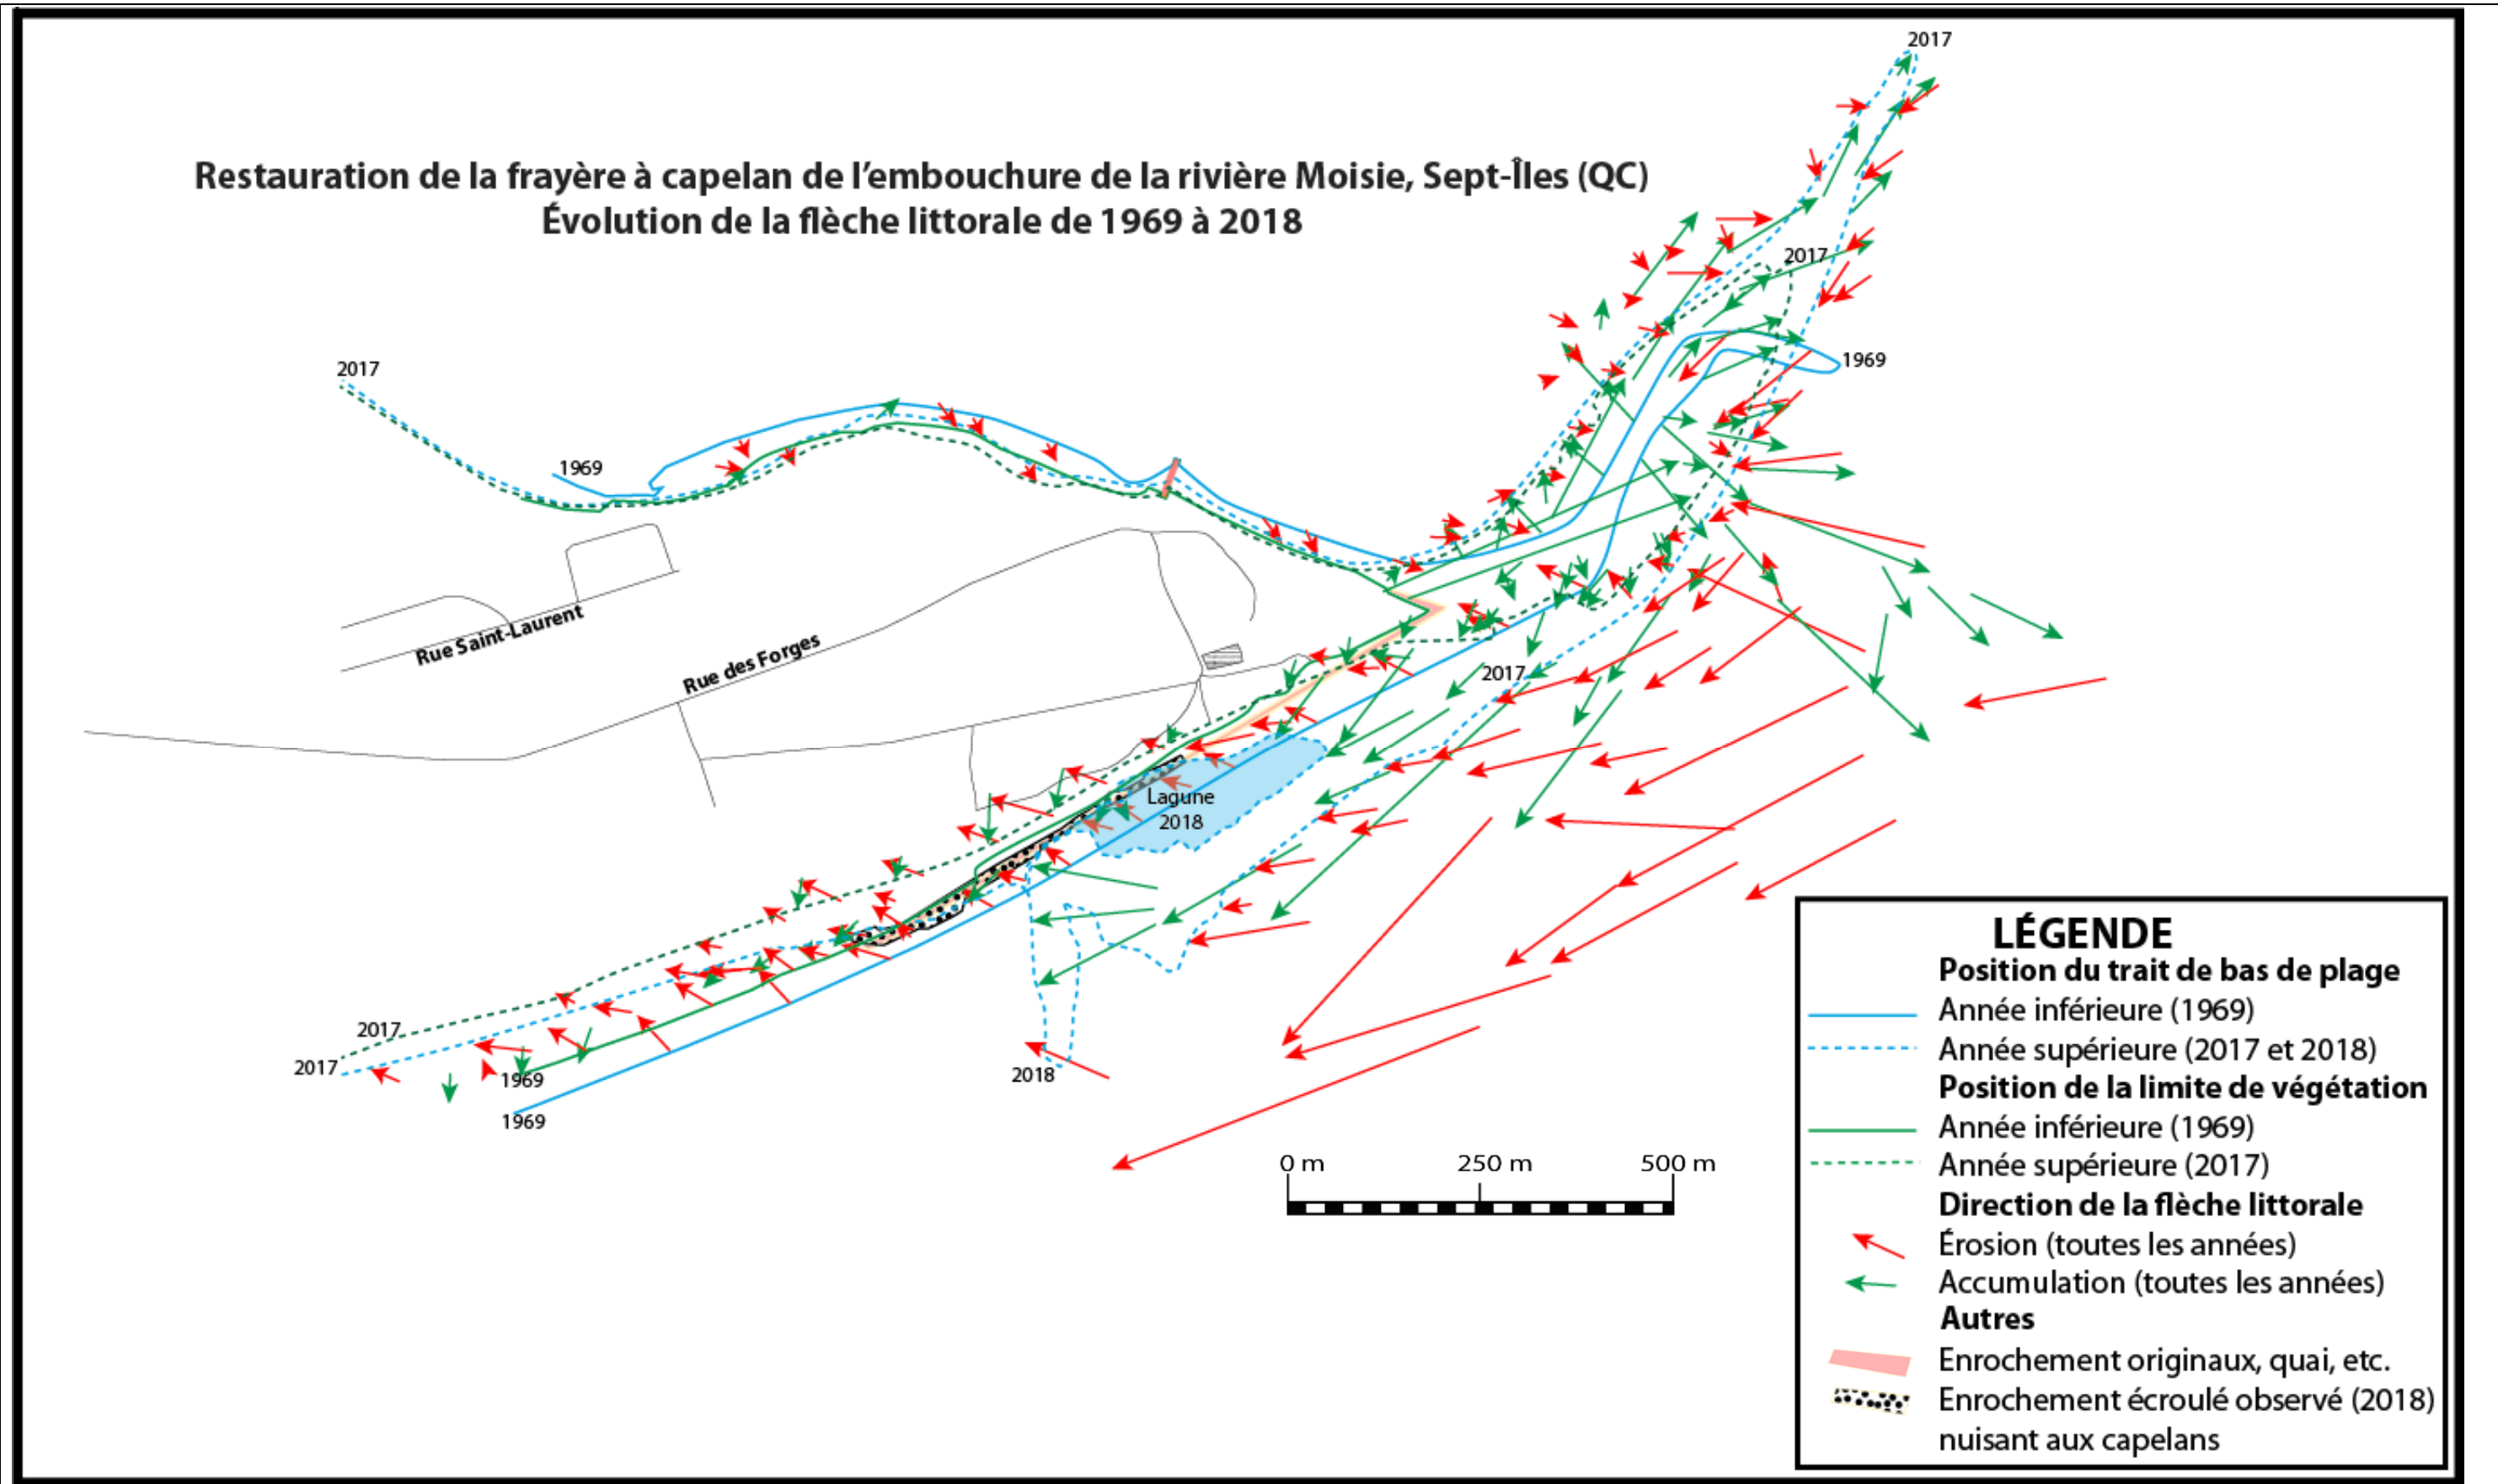 2017
Restauration de la frayère à capelan de l'embouchure de la rivière Moisie, Sept-Îles (QC)
Évolution de la flèche littorale de 1969 à 2018
2017
1969
2017
1969
Rue Saint-Laurent
Rue des Forges
2017
Lagune
2018
2017
2017
1969
1969
2018
0 m 250 m 500 m
LÉGENDE
Position du trait de bas de plage
Année inférieure (1969)
Année supérieure (2017 et 2018)
Position de la limite de végétation
Année inférieure (1969)
Année supérieure (2017)
Direction de la flèche littorale
Érosion (toutes les années)
Accumulation (toutes les années)
Autres
Enrochement originaux, quai, etc.
Enrochement écroulé observé (2018)
nuisant aux capelans